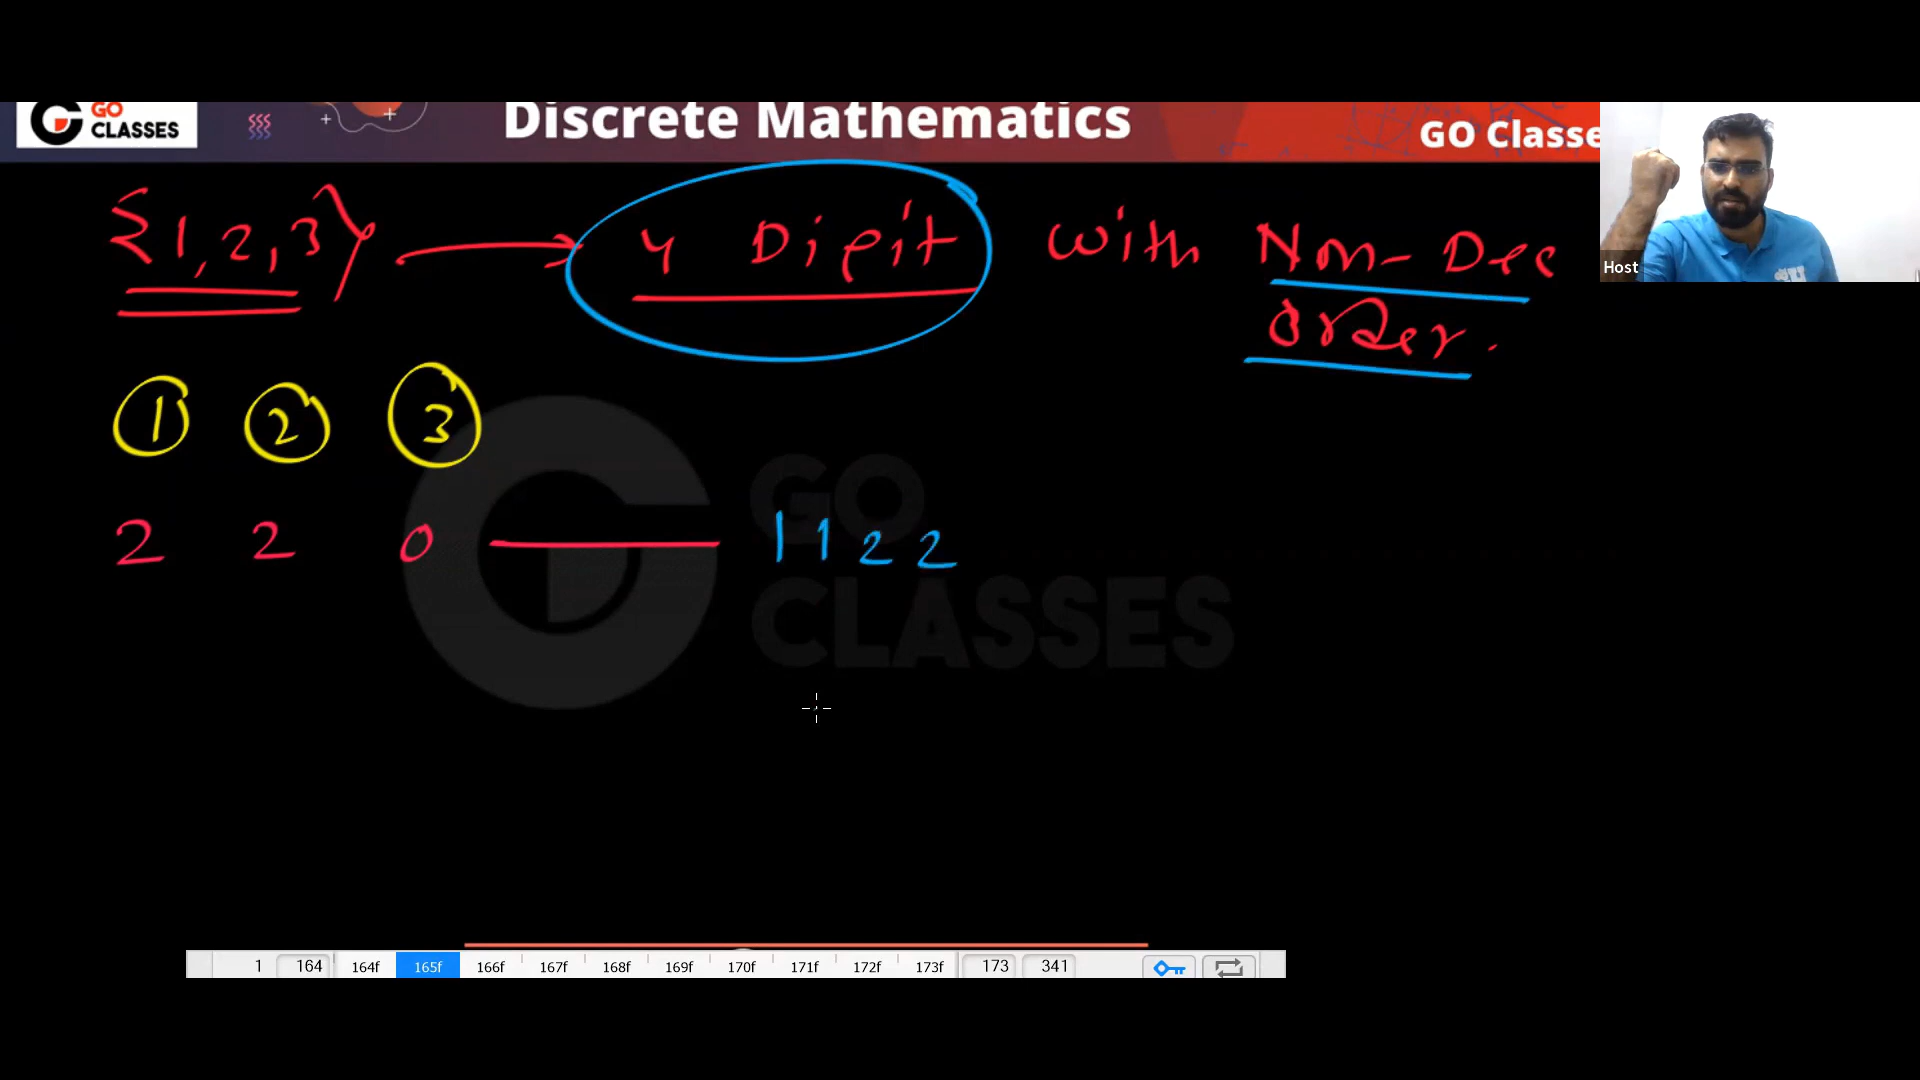 GO CLASSES
Discrete Mathematics
GO Classe
Host
{1,2,3} → 4 Digit with Non-Dec
order.
1 2 3
2 2 0 — 1122
GO
CLASSES
1 164 164f 165f 166f 167f 168f 169f 170f 171f 172f 173f 173 341